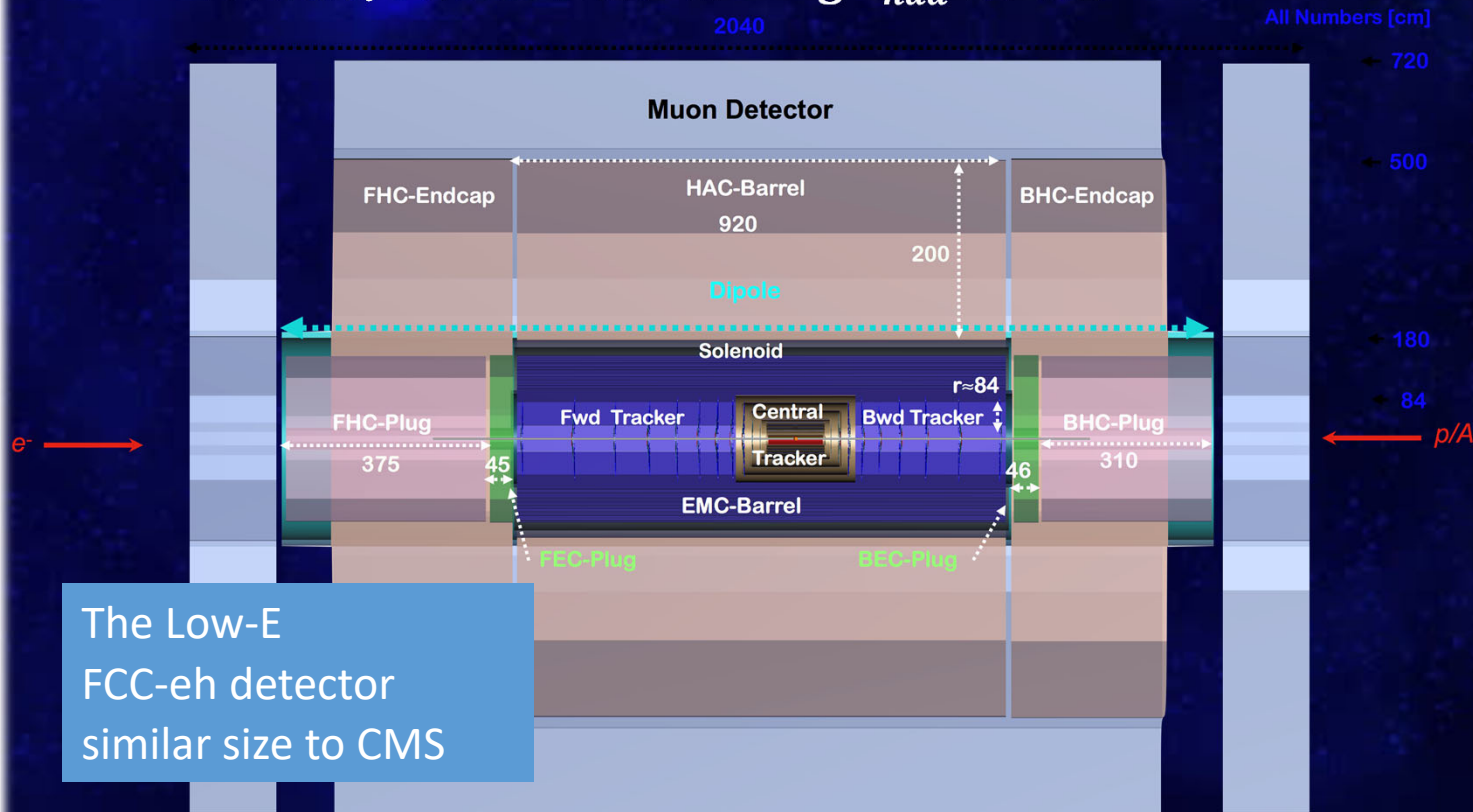 had
2040
All Numbers [cm]
720
Muon Detector
500
FHC-Endcap
HAC-Barrel
BHC-Endcap
920
200
Dipole
180
Solenoid
r≈84
84
Fwd Tracker
Central
Bwd Tracker
FHC-Plug
BHC-Plug
e-
p/A
Tracker
375
45
46
310
EMC-Barrel
FEC-Plug
BEC-Plug
The Low-E
FCC-eh detector
similar size to CMS